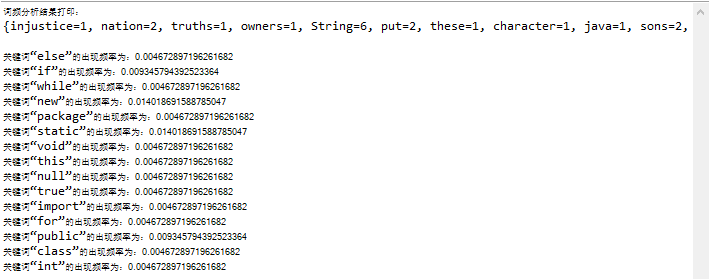 词频分析结果打印：
{injustice=1, nation=2, truths=1, owners=1, String=6, put=2, these=1, character=1, java=1, sons=2,
关键词“else”的出现频率为：0.004672897196261682
关键词“if”的出现频率为：0.009345794392523364
关键词“while”的出现频率为：0.004672897196261682
关键词“new”的出现频率为：0.014018691588785047
关键词“package”的出现频率为：0.004672897196261682
关键词“static”的出现频率为：0.014018691588785047
关键词“void”的出现频率为：0.004672897196261682
关键词“this”的出现频率为：0.004672897196261682
关键词“null”的出现频率为：0.004672897196261682
关键词“true”的出现频率为：0.004672897196261682
关键词“import”的出现频率为：0.004672897196261682
关键词“for”的出现频率为：0.004672897196261682
关键词“public”的出现频率为：0.009345794392523364
关键词“class”的出现频率为：0.004672897196261682
关键词“int”的出现频率为：0.004672897196261682